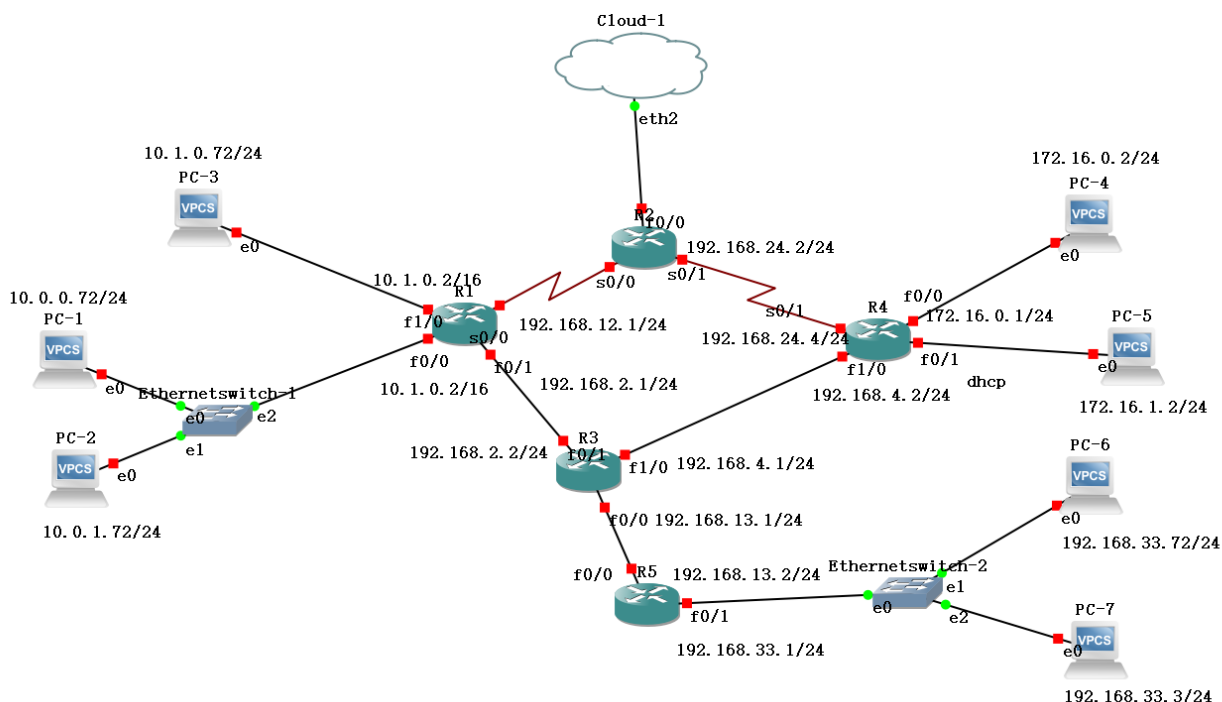 Cloud-1
eth2
10.1.0.72/24
PC-3
VPCS
e0
172.16.0.2/24
PC-4
VPCS
e0
R2
f0/0
192.168.24.2/24
s0/0
s0/1
10.1.0.2/16
R1
f1/0
s0/0
f0/0
f0/1
192.168.12.1/24
s0/1
R4
f0/0
172.16.0.1/24
192.168.24.4/24
f0/1
f1/0
10.0.0.72/24
PC-1
VPCS
e0
PC-5
VPCS
e0
172.16.1.2/24
dhcp
Ethernetswitch-1
e0
e2
e1
10.1.0.2/16
192.168.2.1/24
192.168.4.2/24
PC-2
VPCS
e0
10.0.1.72/24
192.168.2.2/24
R3
f0/1
f1/0
192.168.4.1/24
f0/0
192.168.13.1/24
PC-6
VPCS
e0
192.168.33.72/24
f0/0
R5
192.168.13.2/24
f0/1
192.168.33.1/24
Ethernetswitch-2
e1
e0
e2
PC-7
VPCS
e0
192.168.33.3/24